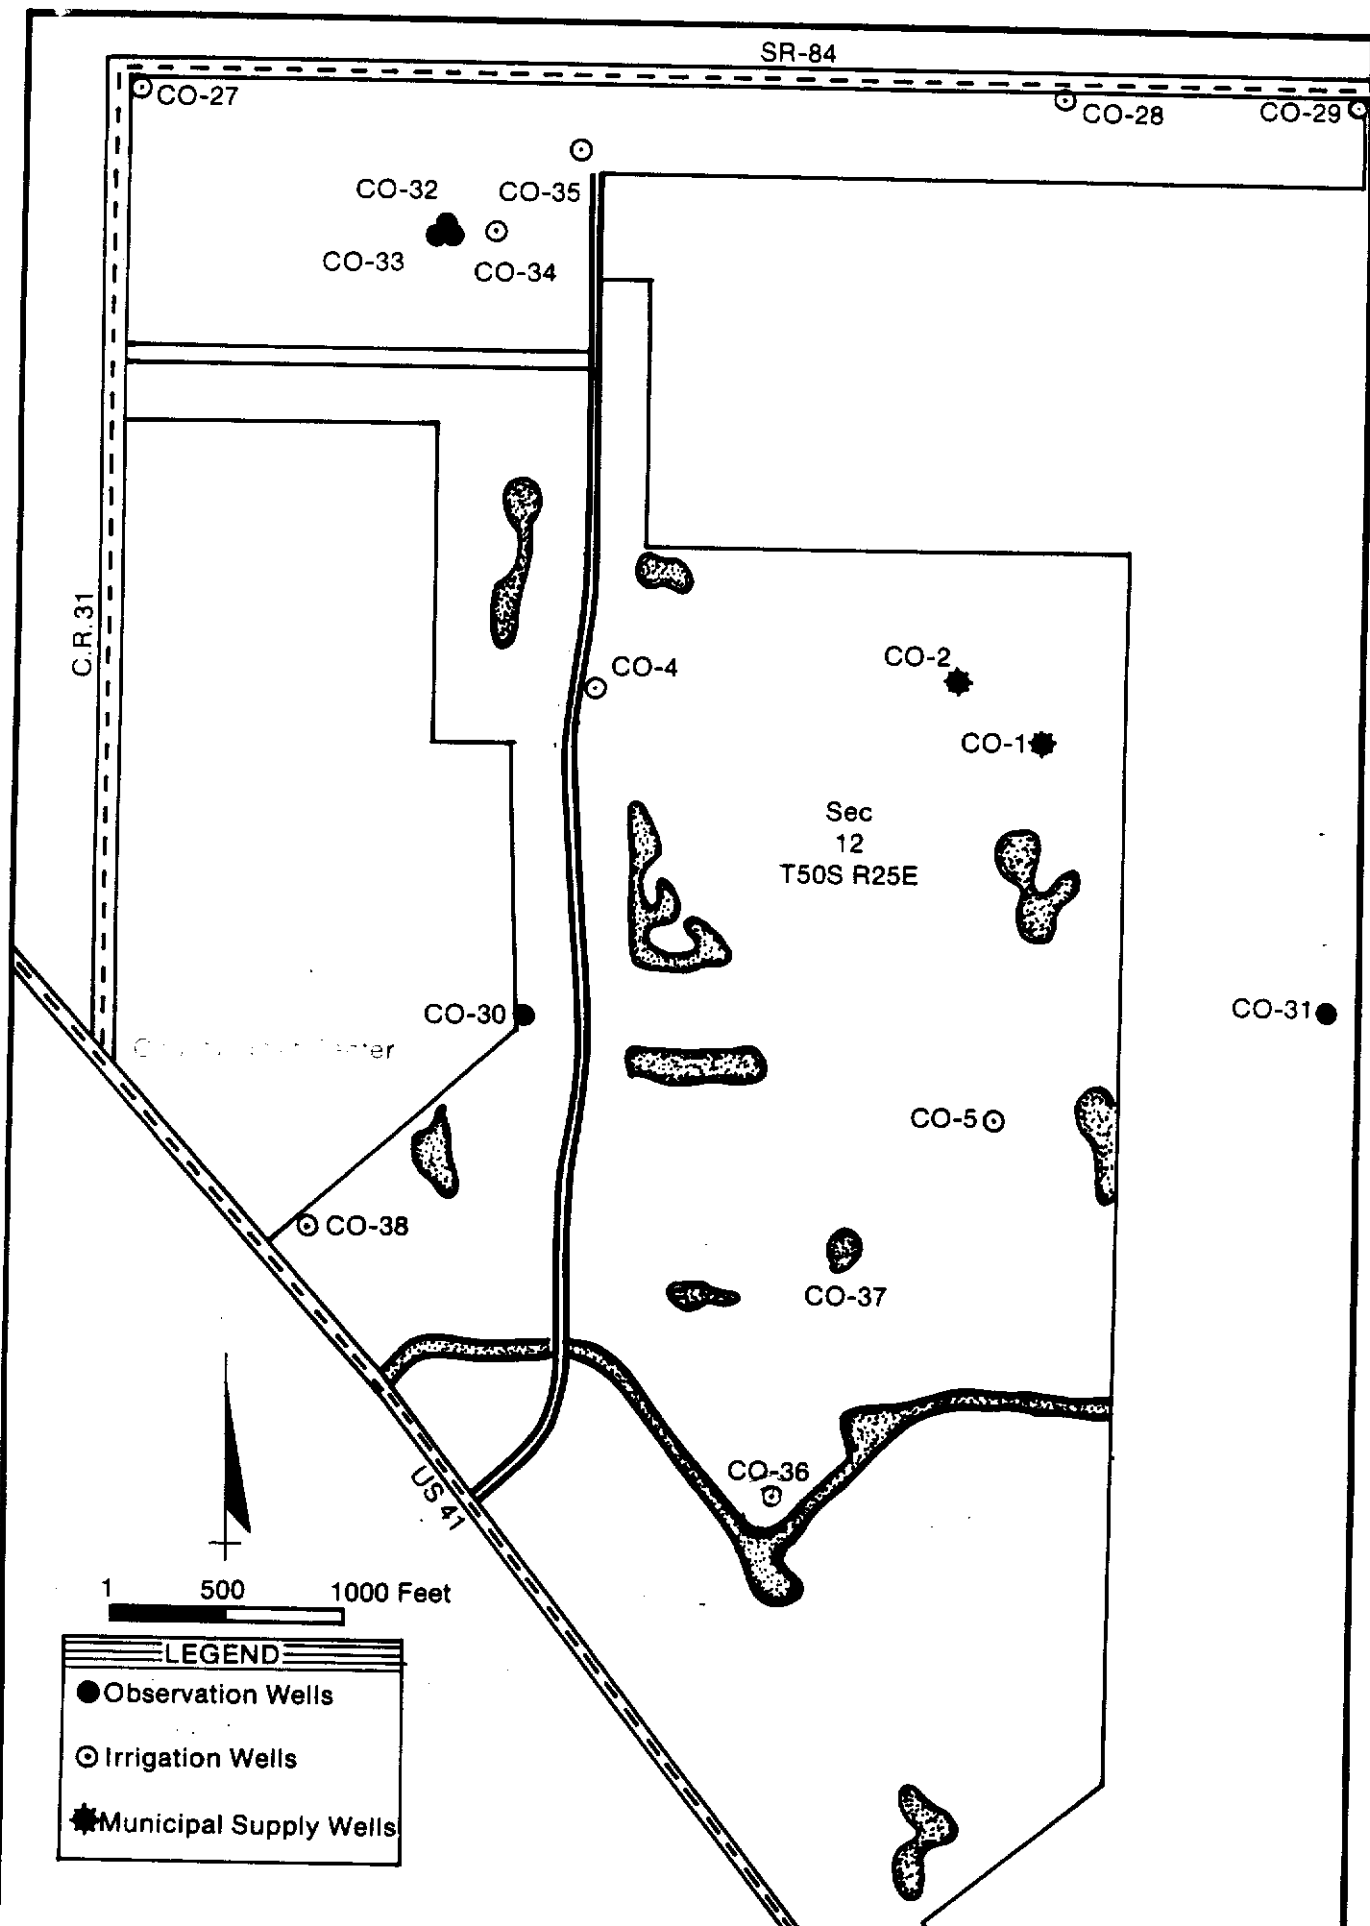 SR-84
CO-27
CO-28
CO-29
CO-32
CO-35
CO-33
CO-34
C.R. 31
CO-4
CO-2
CO-1
Sec
12
T50S R25E
CO-30
CO-31
CO-5
CO-38
CO-37
CO-36
US 41
1 500 1000 Feet
LEGEND
Observation Wells
Irrigation Wells
Municipal Supply Wells